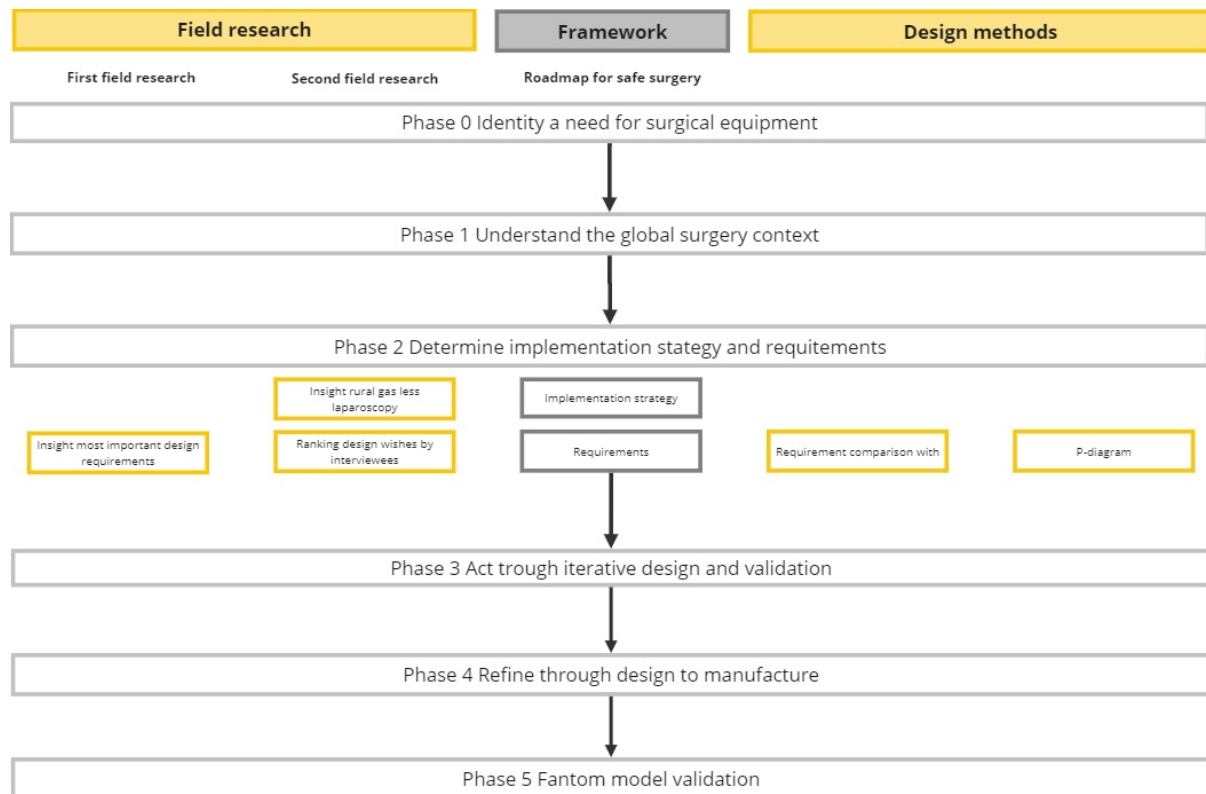 Field research
Framework
Design methods
First field research
Second field research
Roadmap for safe surgery
Phase 0 Identity a need for surgical equipment
Phase 1 Understand the global surgery context
Phase 2 Determine implementation stategy and requitements
Insight rural gas less
laparoscopy
Implementation strategy
Insight most important design
requirements
Ranking design wishes by
interviewees
Requirements
Requirement comparison with
P-diagram
Phase 3 Act trough iterative design and validation
Phase 4 Refine through design to manufacture
Phase 5 Fantom model validation